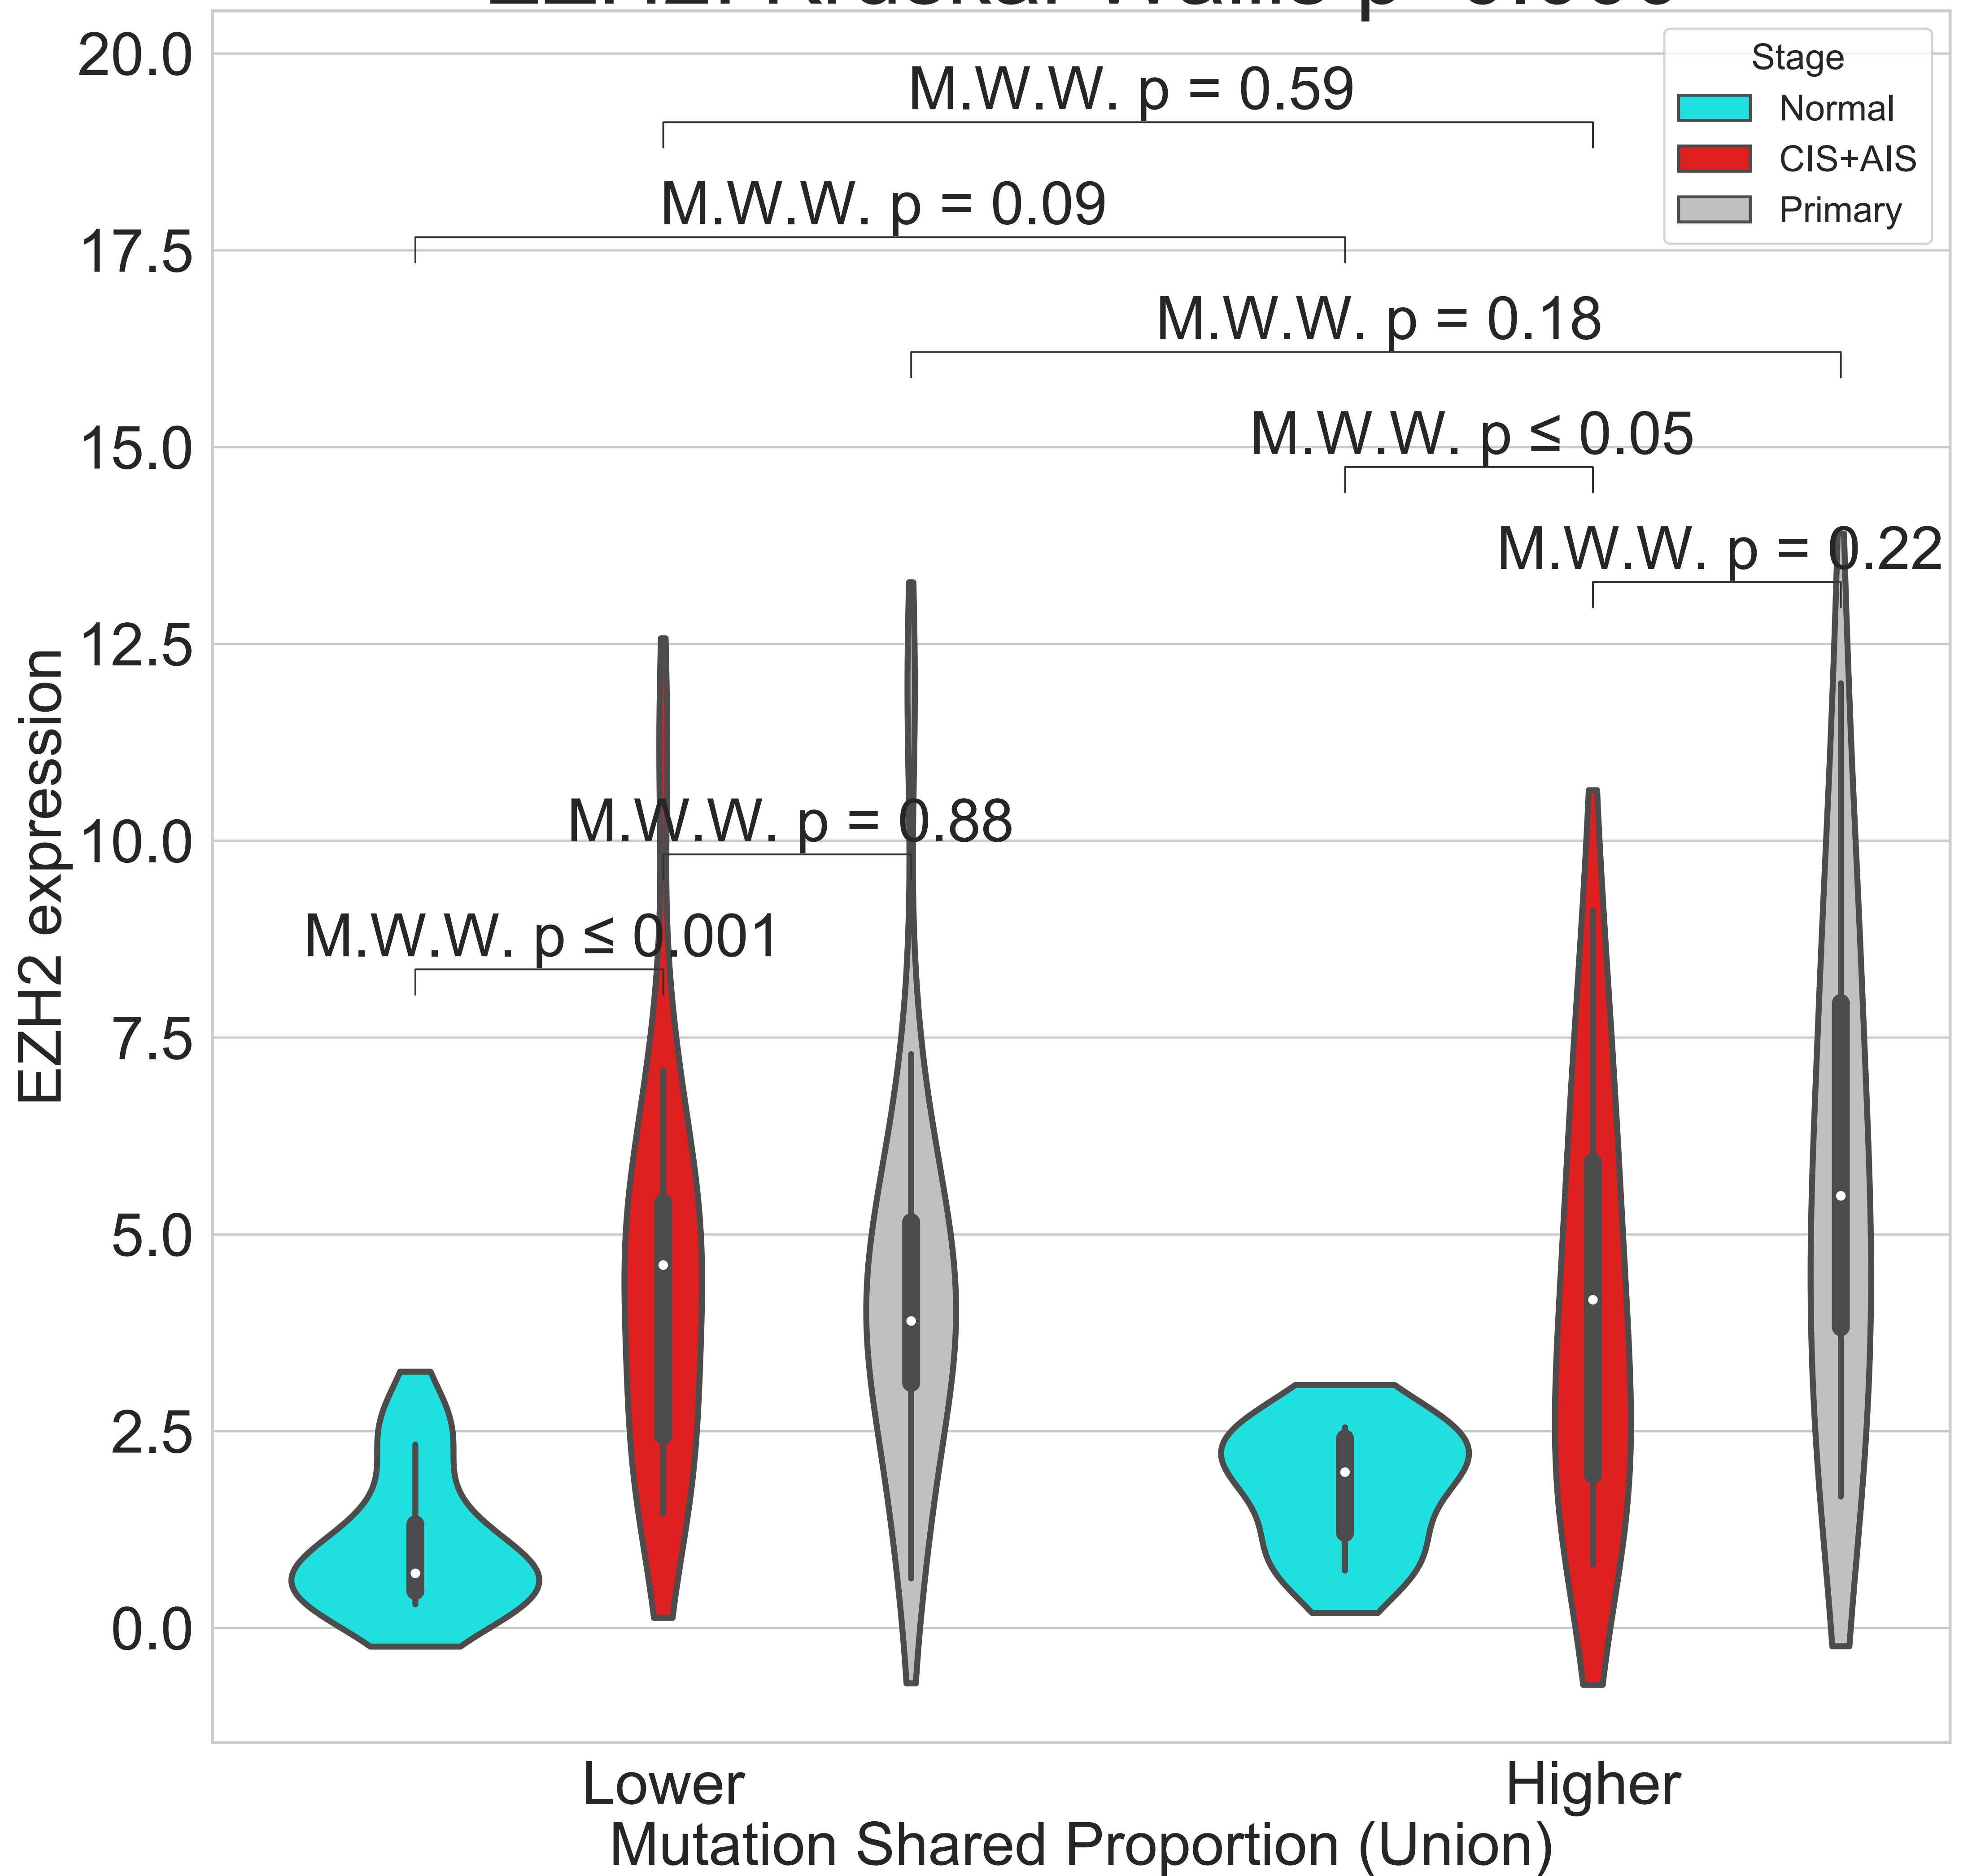 20.0
17.5
15.0
12.5
10.0
7.5
5.0
2.5
0.0
EZH2 expression
Stage
Normal
CIS+AIS
Primary
M.W.W. p = 0.59
M.W.W. p = 0.09
M.W.W. p = 0.18
M.W.W. p ≤ 0.05
M.W.W. p = 0.22
M.W.W. p = 0.88
M.W.W. p ≤ 0.001
Lower
Higher
Mutation Shared Proportion (Union)